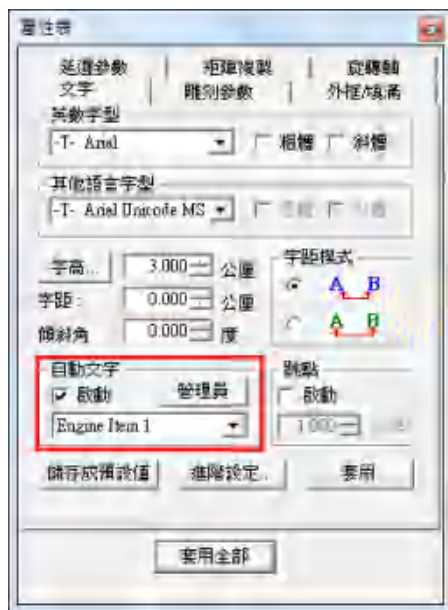 屬性表
延遲參數 矩陣複製 旋轉軸
文字 雕刻參數 外框/填滿
英數字型
-T- Arial 粗體 斜體
其他語言字型
-T- Arial Unicode MS
字高... 3.000 公厘
字距: 0.000 公厘
傾斜角 0.000 度
字距模式
A B
A B
自動文字
啟動 管理員
Engine Item 1
跳點
啟動
1.000
儲存成預設值 進階設定... 套用
套用全部